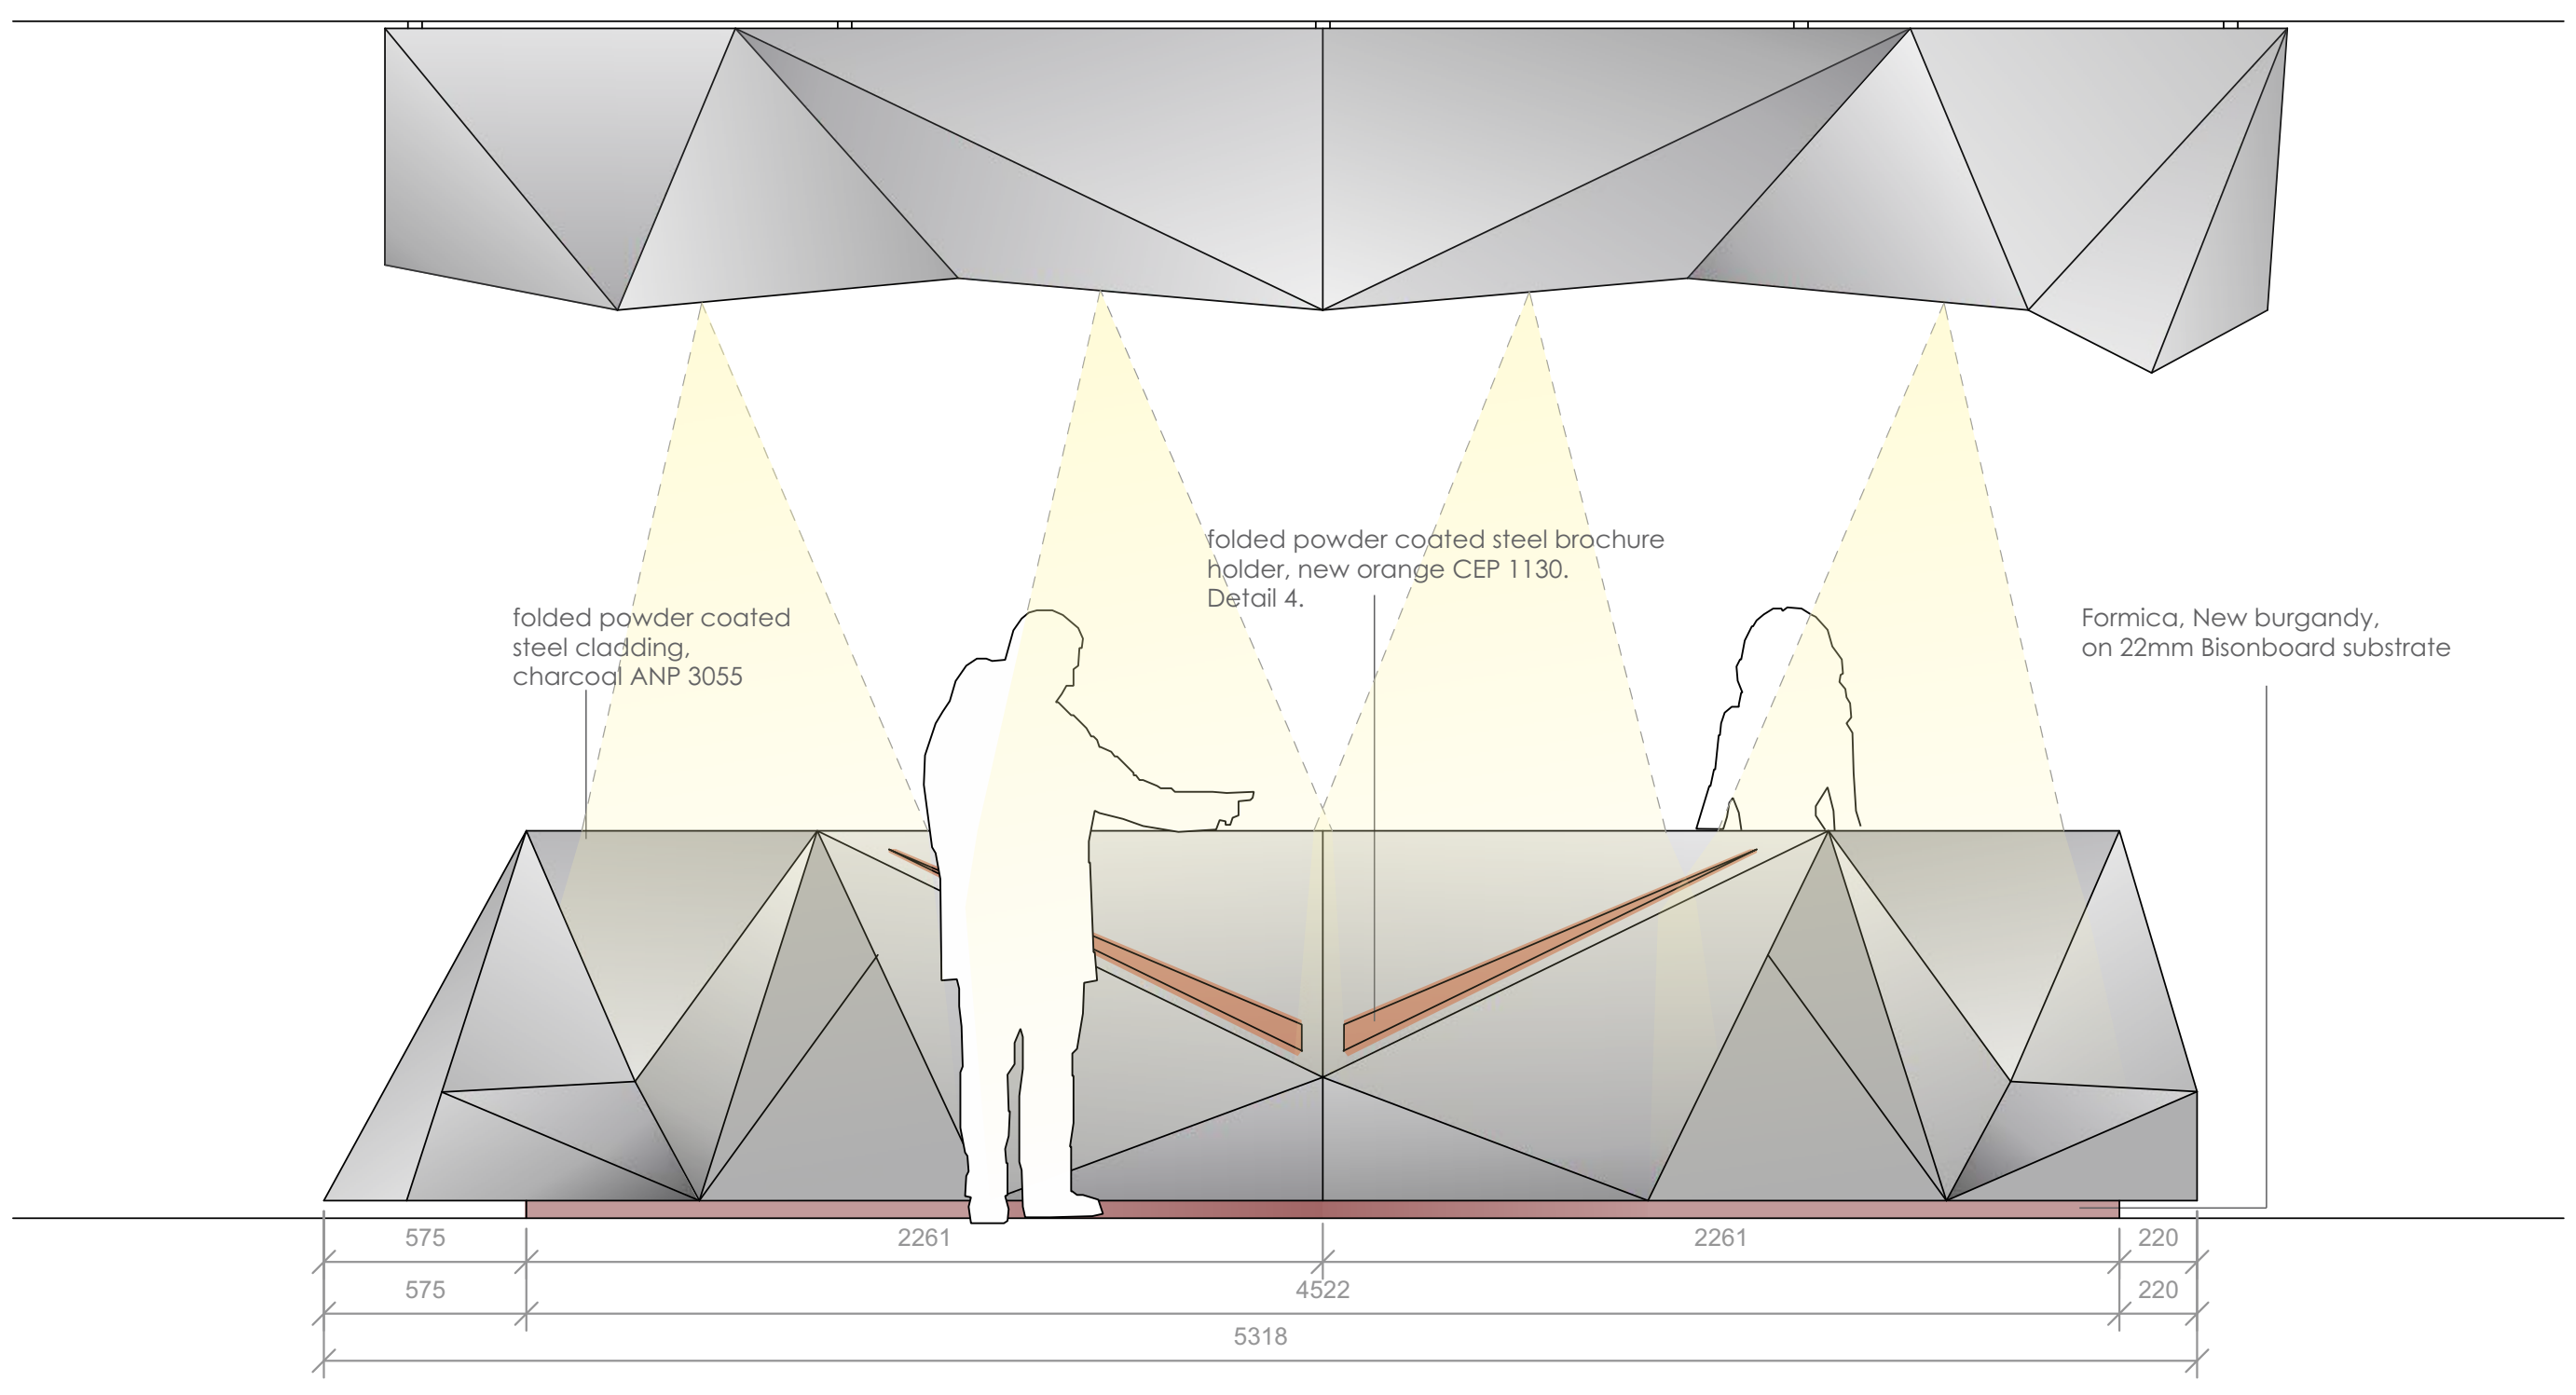 folded powder coated steel brochure
holder, new orange CEP 1130.
Detail 4.
folded powder coated
steel cladding,
charcoal ANP 3055
Formica, New burgandy,
on 22mm Bisonboard substrate
575
2261
2261
220
575
4522
220
5318